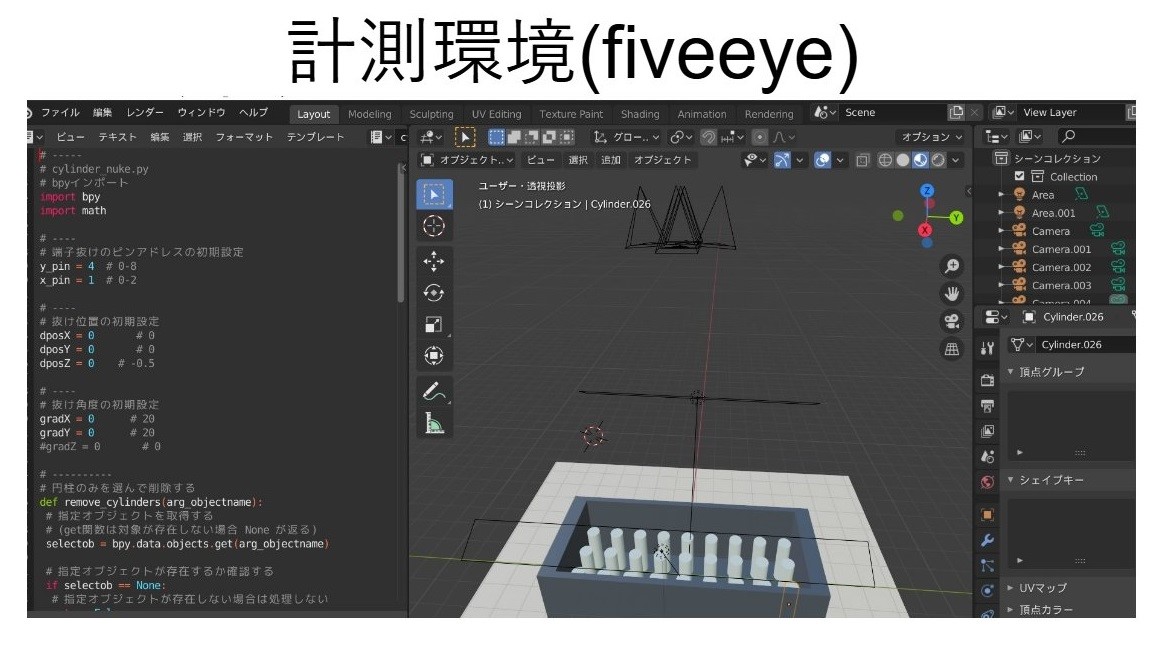 計測環境(fiveeye)
ファイル 編集 レンダー ウィンドウ ヘルプ Layout Modeling Sculpting UV Editing Texture Paint Shading Animation Rendering Scene View Layer
ビュー テキスト 編集 選択 フォーマット テンプレート
グロー.. オプション
オブジェクト.. ビュー 選択 追加 オブジェクト
# -----
# cylinder_nuke.py
# bpyインポート
import bpy
import math
# ----
# 端子抜けのピンアドレスの初期設定
y_pin = 4 # 0-8
x_pin = 1 # 0-2
# ----
# 抜け位置の初期設定
dposX = 0 # 0
dposY = 0 # 0
dposZ = 0 # -0.5
# ----
# 抜け角度の初期設定
gradX = 0 # 20
gradY = 0 # 20
#gradZ = 0 # 0
# ----------
# 円柱のみを選んで削除する
def remove_cylinders(arg_objectname):
# 指定オブジェクトを取得する
# (get関数は対象が存在しない場合 None が返る)
selectob = bpy.data.objects.get(arg_objectname)
# 指定オブジェクトが存在するか確認する
if selectob == None:
# 指定オブジェクトが存在しない場合は処理しない
ユーザー・透視投影
(1) シーンコレクション | Cylinder.026
Z
Y
X
シーンコレクション
Collection
Area
Area.001
Camera
Camera.001
Camera.002
Camera.003
Camera.004
Cylinder.026
Cylinder.026
頂点グループ
シェイプキー
UVマップ
頂点カラー